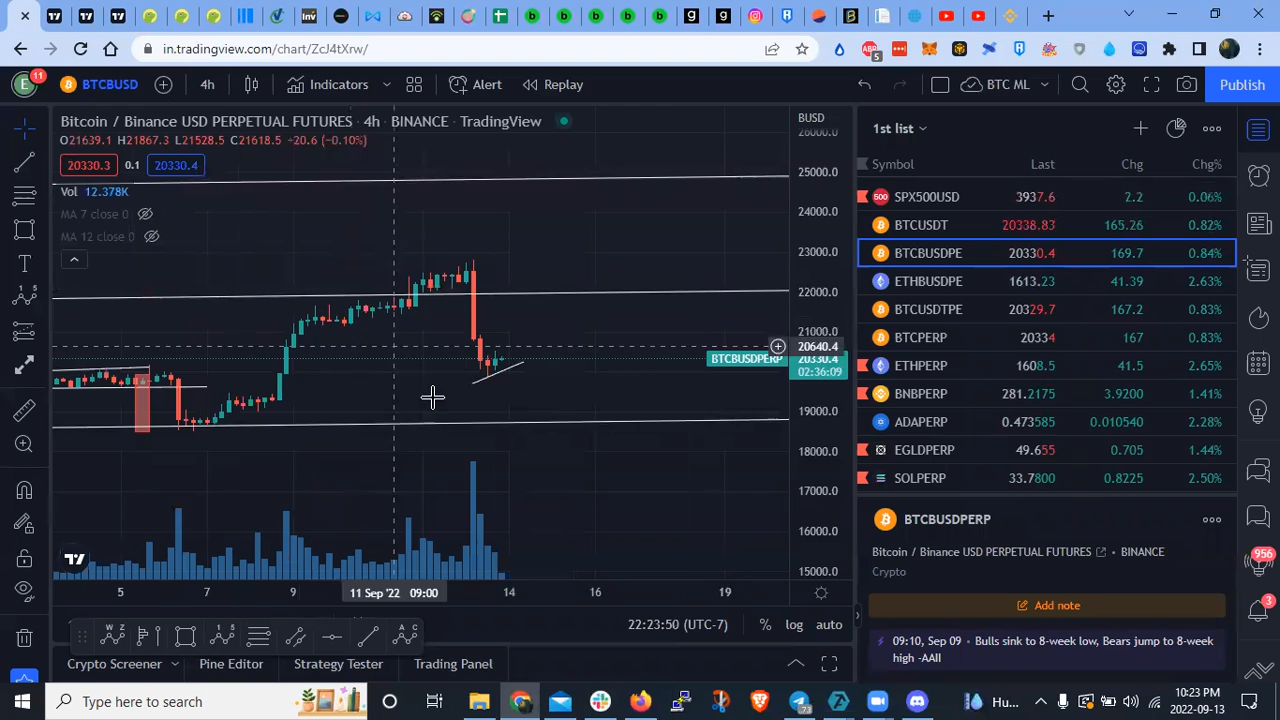 in.tradingview.com/chart/ZcJ4tXrw/
E 11 BTCBUSD 4h Indicators Alert Replay BTC ML Publish
Bitcoin / Binance USD PERPETUAL FUTURES · 4h · BINANCE · TradingView
O21639.1 H21867.3 L21528.5 C21618.5 −20.6 (−0.10%)
20330.3 0.1 20330.4
Vol 12.378K
MA 7 close 0
MA 12 close 0
BUSD
26000.0
25000.0
24000.0
23000.0
22000.0
21000.0
20640.4
BTCBUSDPERP 20330.4
02:36:09
19000.0
18000.0
17000.0
16000.0
15000.0
5 7 9 11 Sep '22 09:00 14 16 19
22:23:50 (UTC-7) % log auto
Crypto Screener Pine Editor Strategy Tester Trading Panel
1st list
Symbol Last Chg Chg%
SPX500USD 3937.6 2.2 0.06%
BTCUSDT 20338.83 165.26 0.82%
BTCBUSDPE 20330.4 169.7 0.84%
ETHBUSDPE 1613.23 41.39 2.63%
BTCUSDTPE 20329.7 167.2 0.83%
BTCPERP 20334 167 0.83%
ETHPERP 1608.5 41.5 2.65%
BNBPERP 281.2175 3.9200 1.41%
ADAPERP 0.473585 0.010540 2.28%
EGLDPERP 49.655 0.705 1.44%
SOLPERP 33.7800 0.8225 2.50%
BTCBUSDPERP
Bitcoin / Binance USD PERPETUAL FUTURES BINANCE
Crypto
Add note
09:10, Sep 09 • Bulls sink to 8-week low, Bears jump to 8-week
high -AAII
956
3
Type here to search
Hu...
10:23 PM
2022-09-13